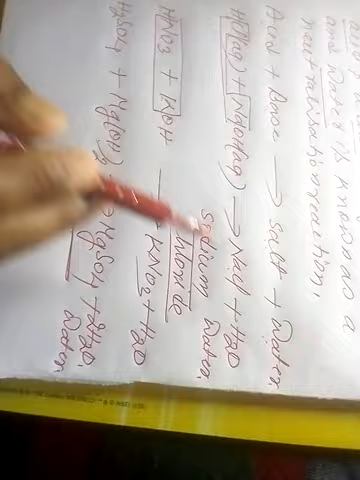 and water is known as a
neutralisation reaction.
Acid + Base → Salt + Water
HCl(aq) + NaOH(aq) → NaCl + H2O
Sodium Water
chloride
HNO3 + KOH → KNO3 + H2O
H2SO4 + Mg(OH)2 → MgSO4 + 2H2O
Water